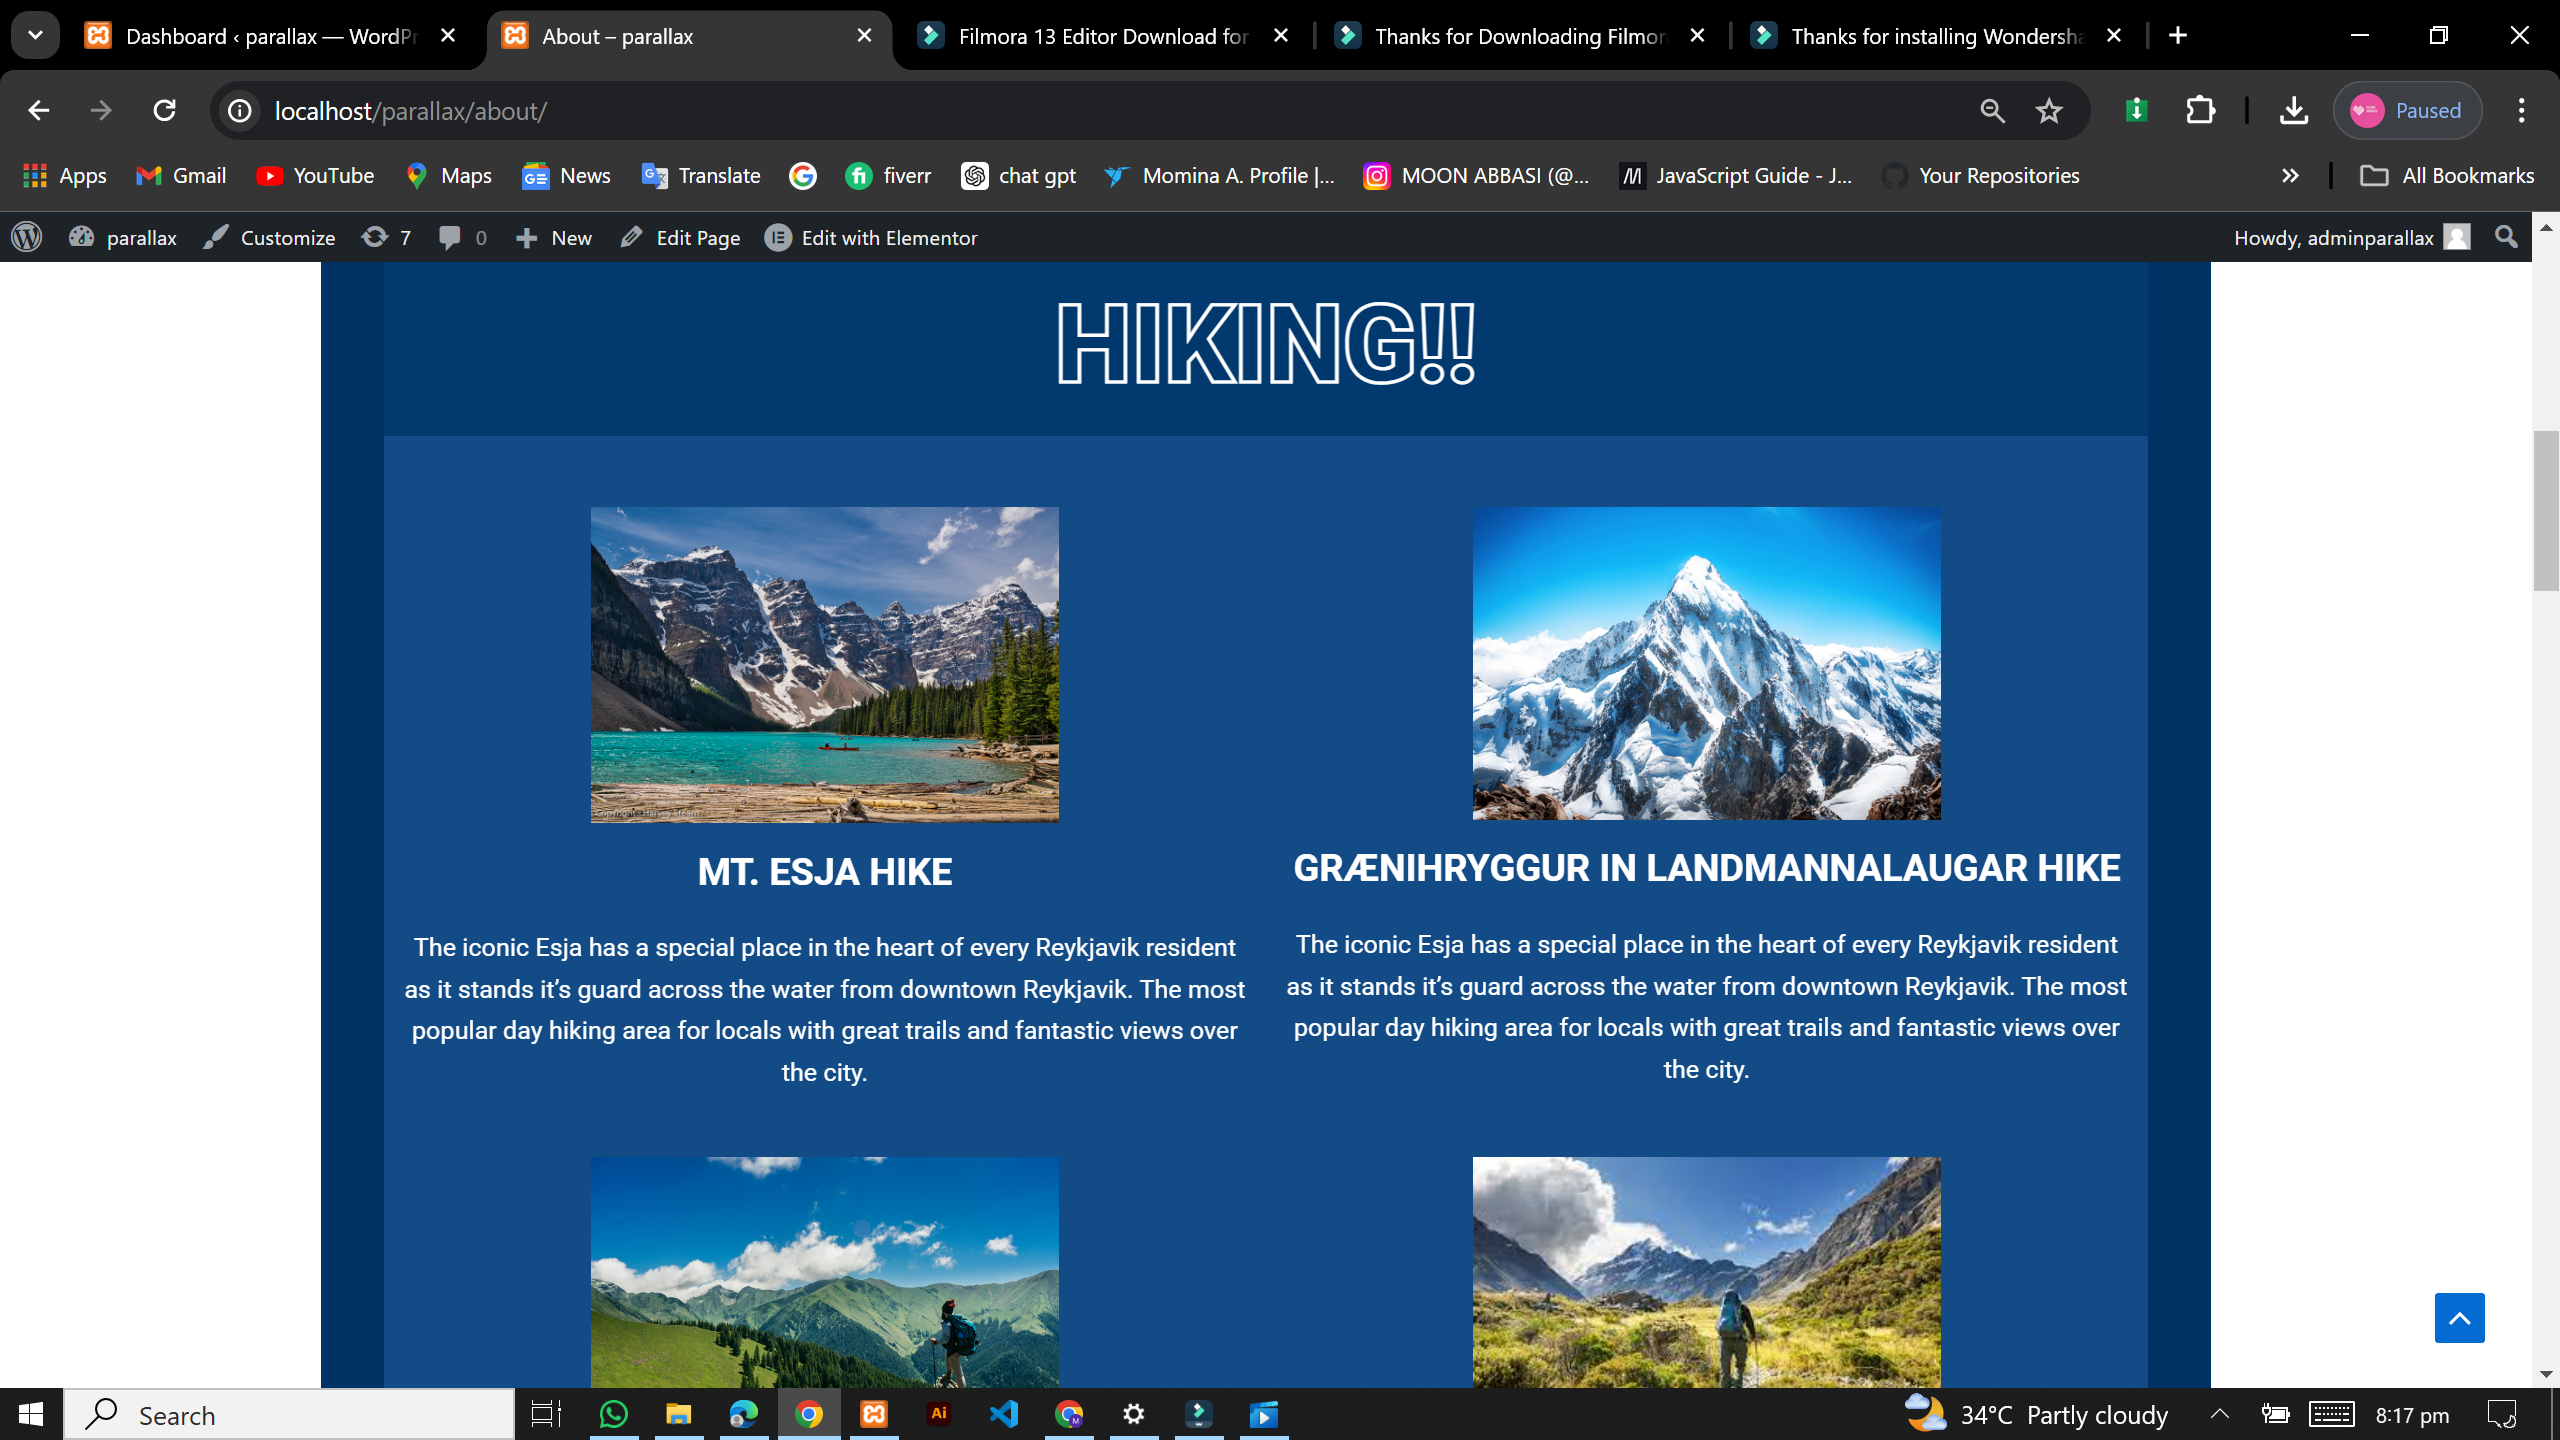 Dashboard ‹ parallax — WordPr
About – parallax
Filmora 13 Editor Download for
Thanks for Downloading Filmor
Thanks for installing Wondersha
localhost/parallax/about/
Paused
Apps
Gmail
YouTube
Maps
News
Translate
fiverr
chat gpt
Momina A. Profile |...
MOON ABBASI (@...
JavaScript Guide - J...
Your Repositories
All Bookmarks
parallax
Customize
7
0
New
Edit Page
Edit with Elementor
Howdy, adminparallax
HIKING!!
MT. ESJA HIKE
The iconic Esja has a special place in the heart of every Reykjavik resident
as it stands it’s guard across the water from downtown Reykjavik. The most
popular day hiking area for locals with great trails and fantastic views over
the city.
GRÆNIHRYGGUR IN LANDMANNALAUGAR HIKE
The iconic Esja has a special place in the heart of every Reykjavik resident
as it stands it’s guard across the water from downtown Reykjavik. The most
popular day hiking area for locals with great trails and fantastic views over
the city.
Search
Ai
34°C Partly cloudy
8:17 pm